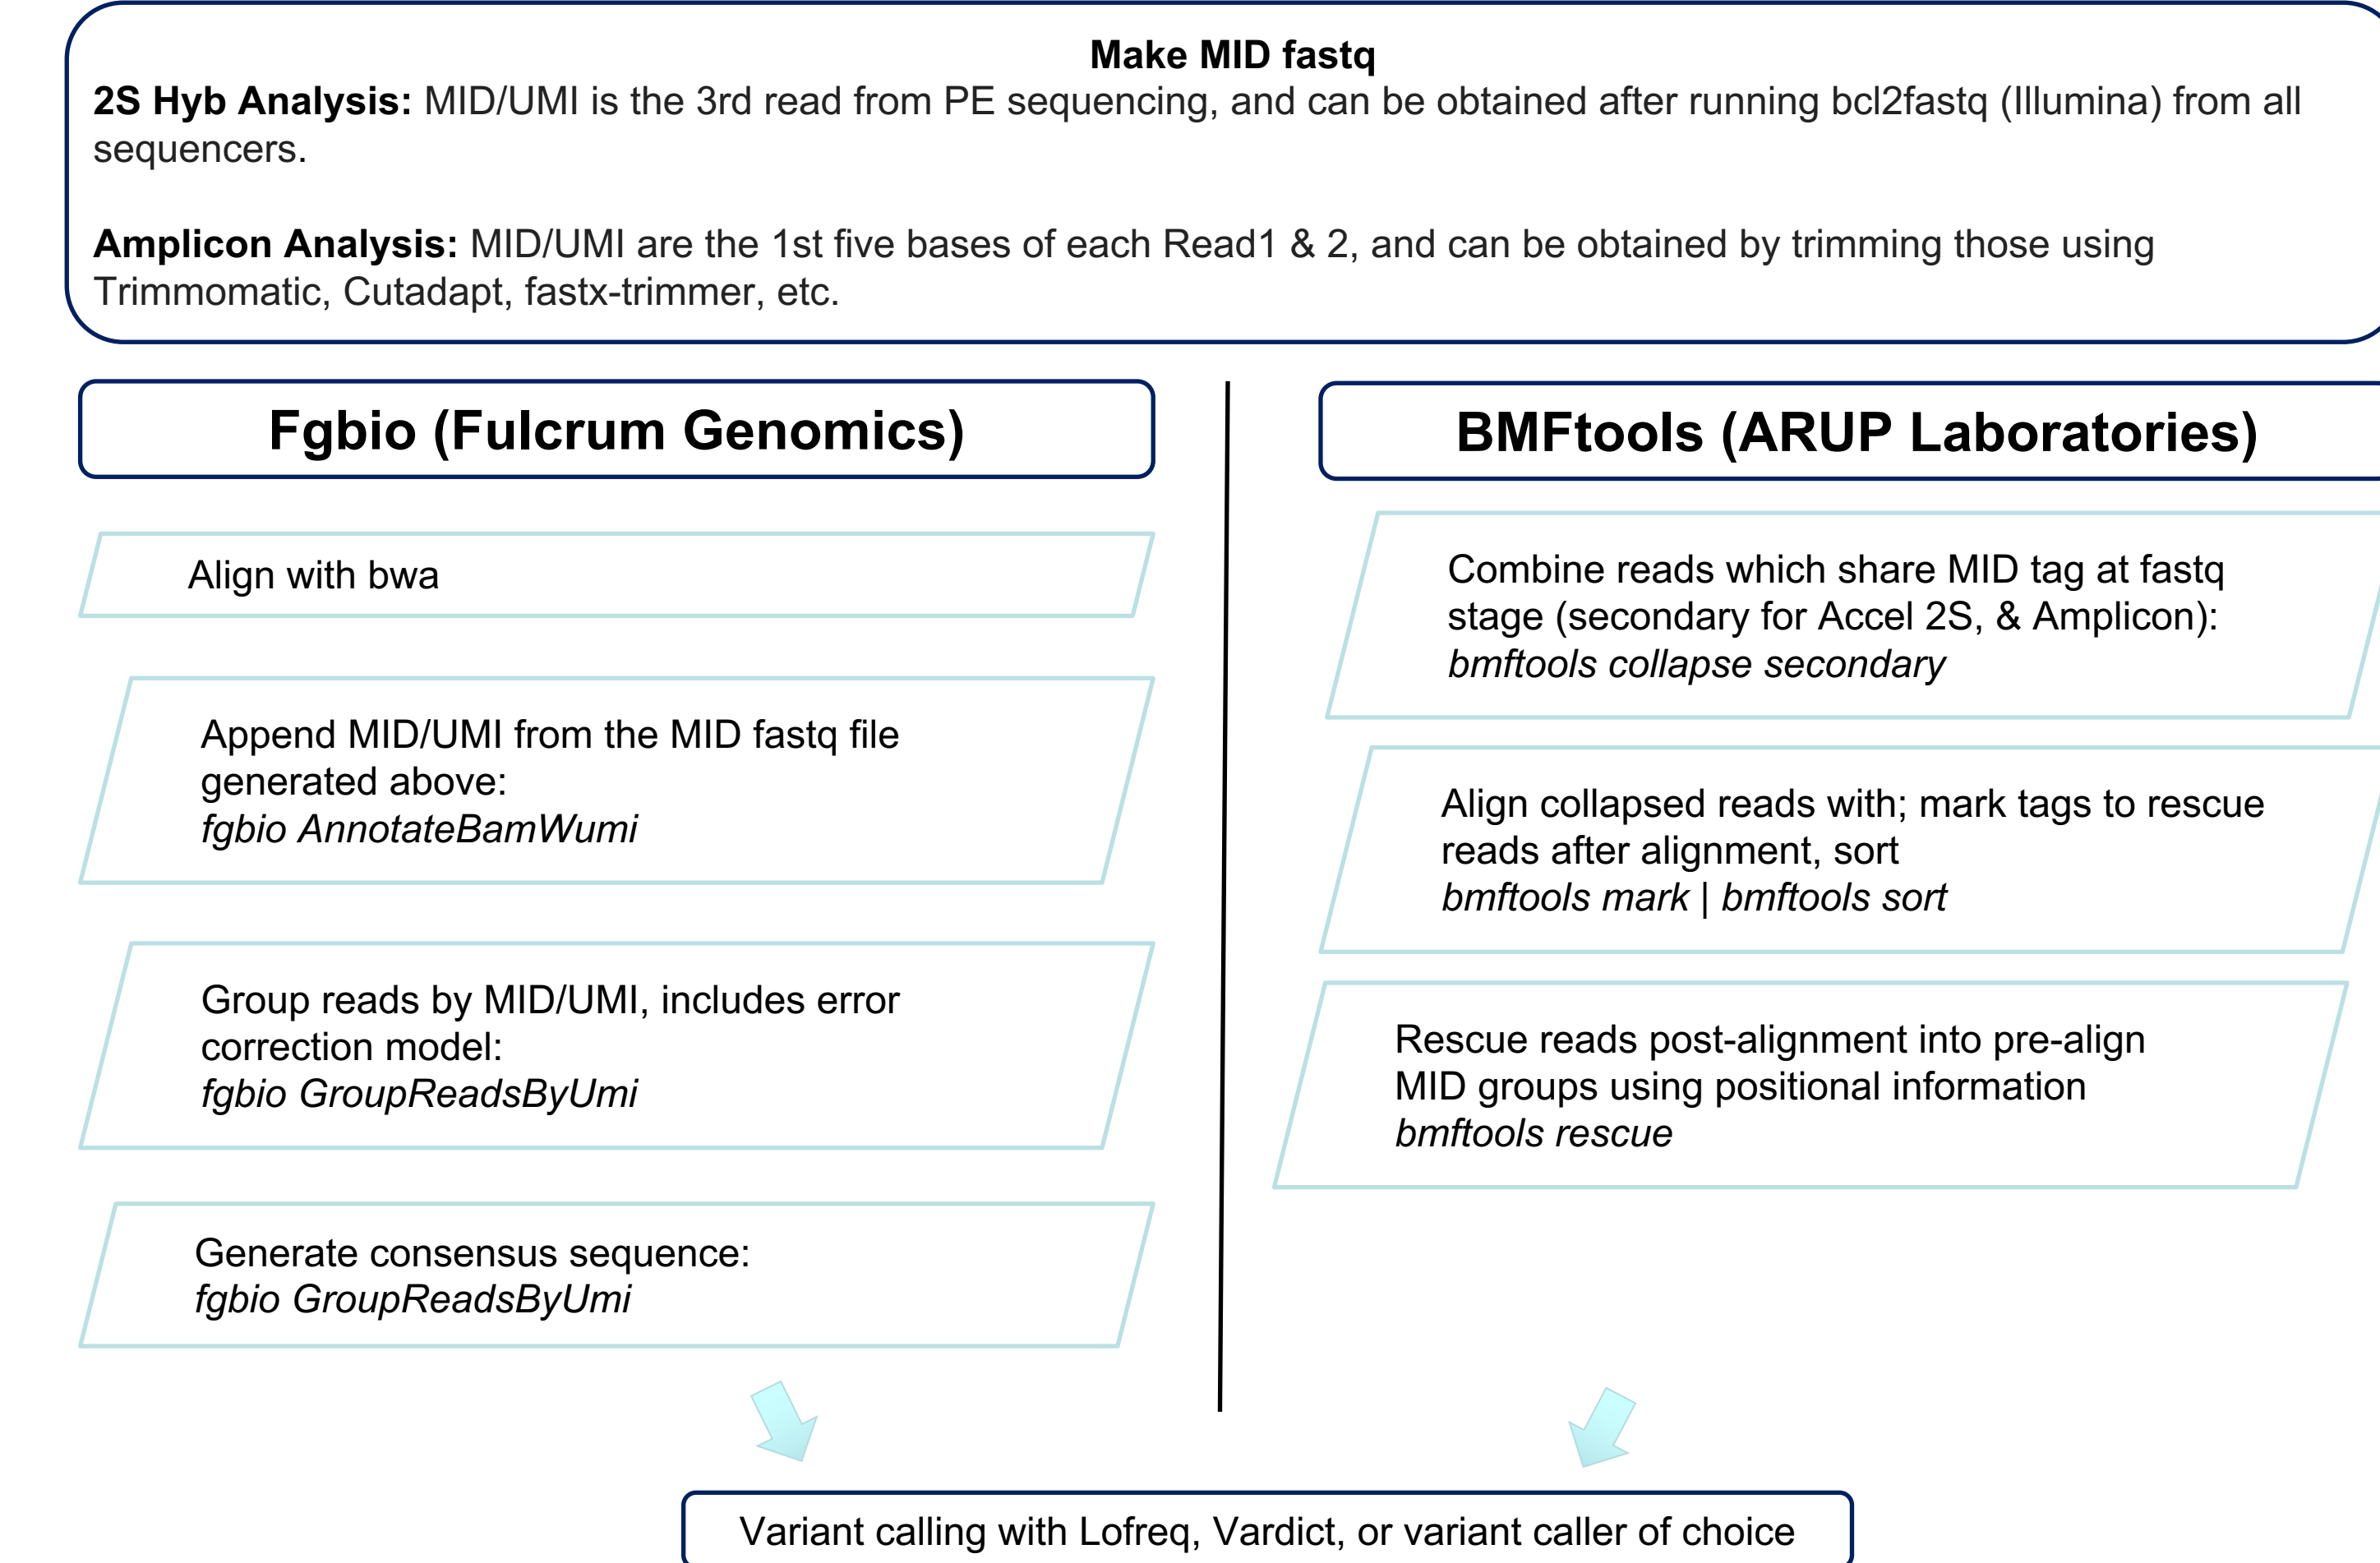 Make MID fastq
2S Hyb Analysis: MID/UMI is the 3rd read from PE sequencing, and can be obtained after running bcl2fastq (Illumina) from all
sequencers.
Amplicon Analysis: MID/UMI are the 1st five bases of each Read1 & 2, and can be obtained by trimming those using
Trimmomatic, Cutadapt, fastx-trimmer, etc.
Fgbio (Fulcrum Genomics)
Align with bwa
Append MID/UMI from the MID fastq file
generated above:
fgbio AnnotateBamWumi
Group reads by MID/UMI, includes error
correction model:
fgbio GroupReadsByUmi
Generate consensus sequence:
fgbio GroupReadsByUmi
BMFtools (ARUP Laboratories)
Combine reads which share MID tag at fastq
stage (secondary for Accel 2S, & Amplicon):
bmftools collapse secondary
Align collapsed reads with; mark tags to rescue
reads after alignment, sort
bmftools mark | bmftools sort
Rescue reads post-alignment into pre-align
MID groups using positional information
bmftools rescue
Variant calling with Lofreq, Vardict, or variant caller of choice